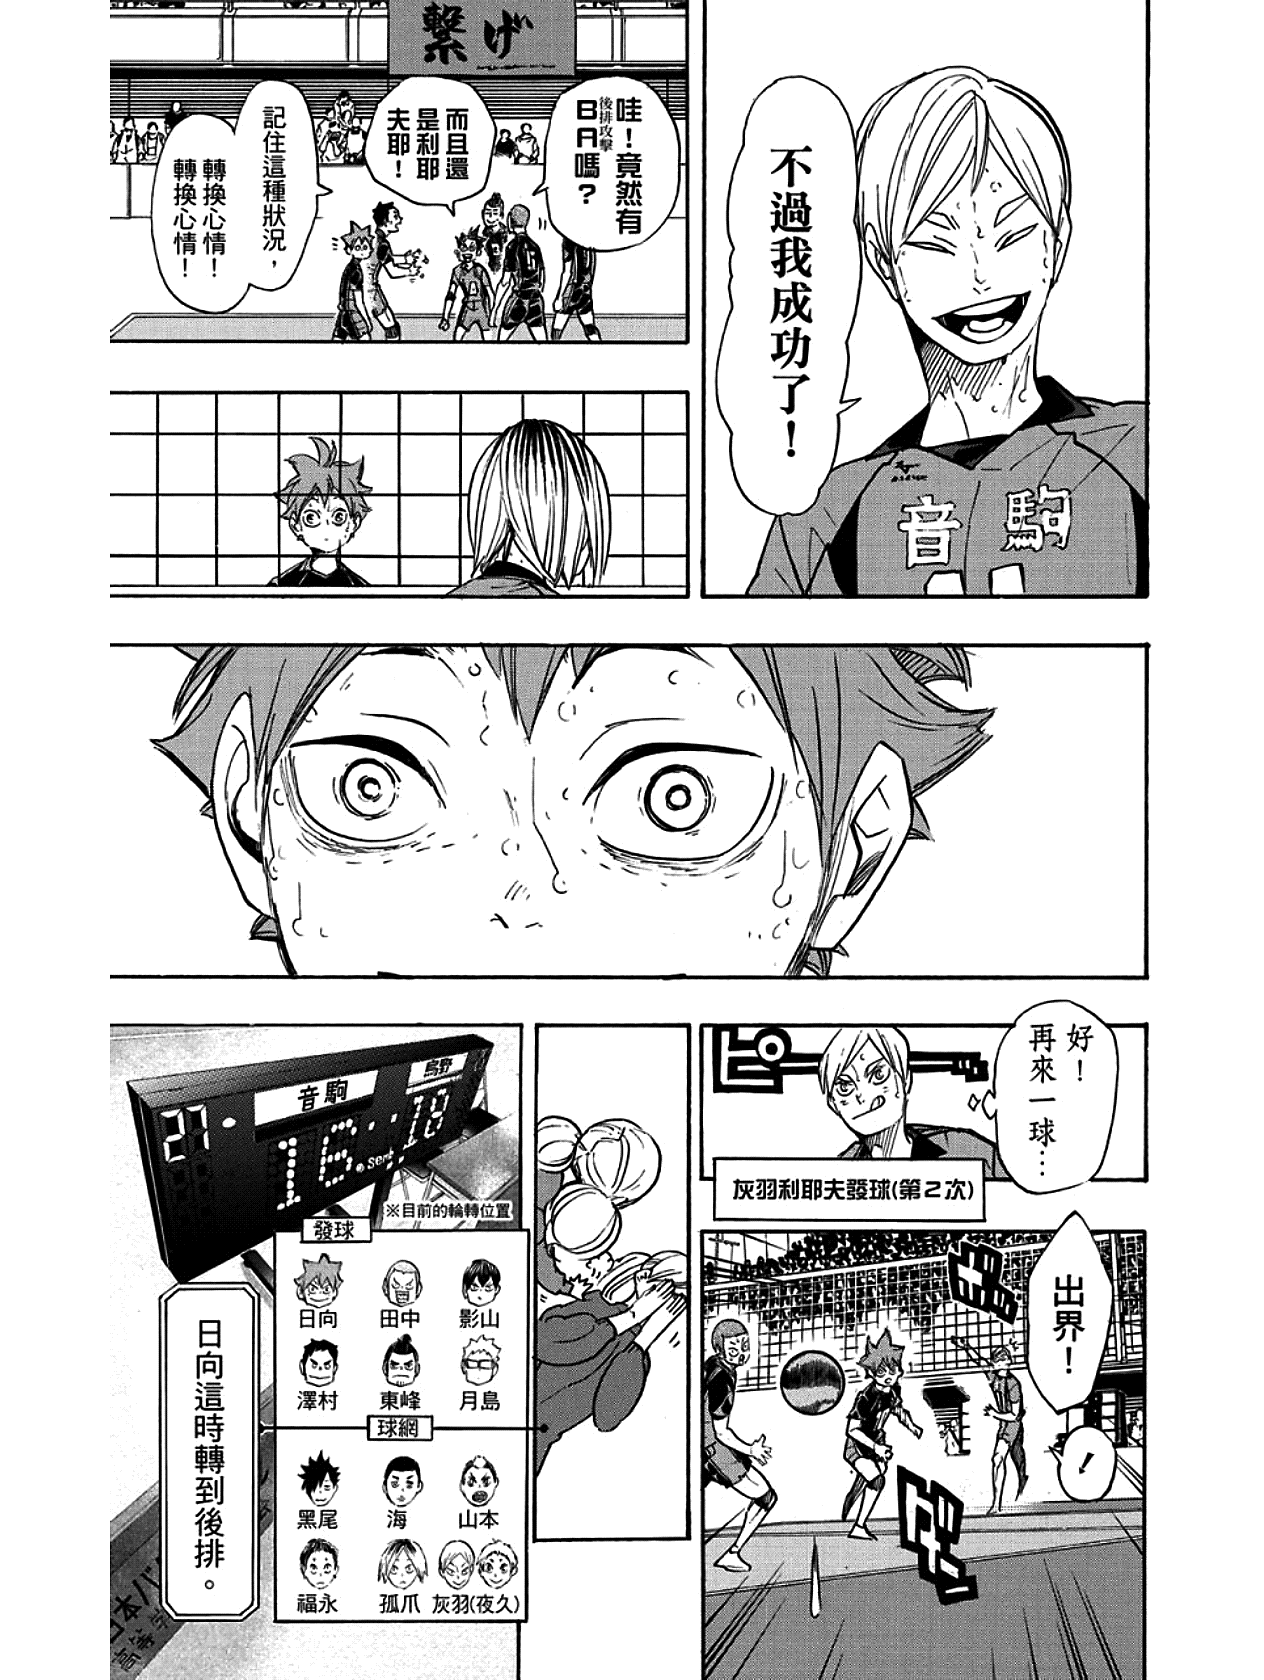 不過我成功了！
音駒
繋げ
哇！竟然有
BA嗎？
後排攻擊
而且還
是利耶
夫耶！
記住這種狀況，
轉換心情！
轉換心情！
好！
再來一球…
ピ
灰羽利耶夫發球(第２次)
出界！
！
音駒
烏野
16
18
※目前的輪轉位置
發球
日向 田中 影山
澤村 東峰 月島
球網
黑尾 海 山本
福永 孤爪 灰羽(夜久)
日向這時轉到後排。